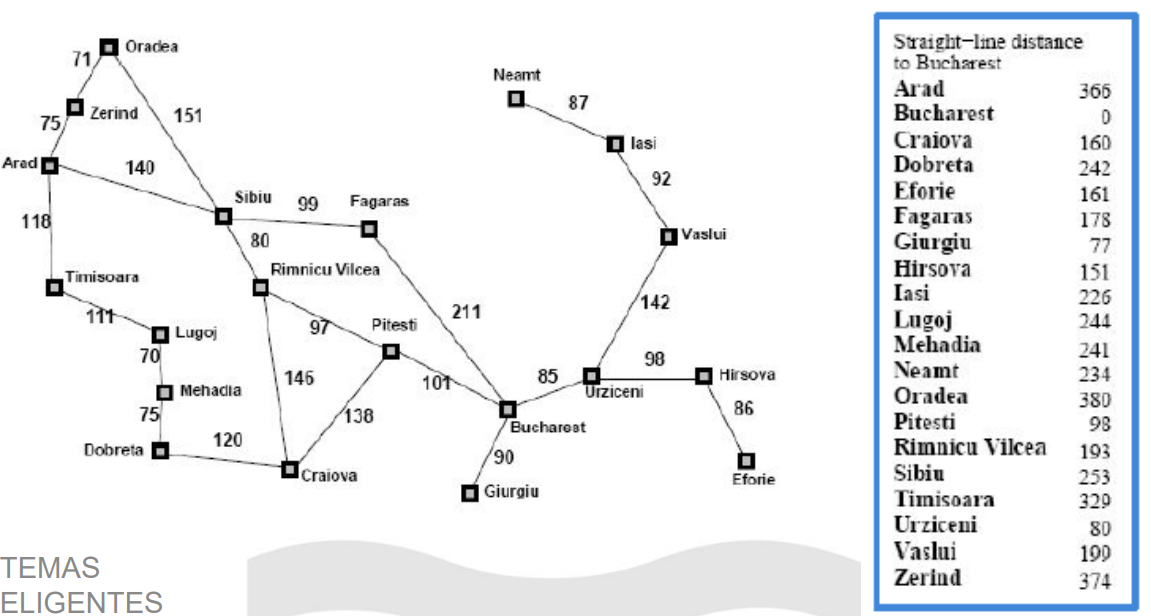 Oradea
71
Neamt
87
Zerind
151
75
Iasi
Arad
140
92
Sibiu
99
Fagaras
118
Vaslui
80
Timisoara
Rimnicu Vilcea
142
111
211
97
Pitesti
Lugoj
70
98
146
101
85
Hirsova
Mehadia
Urziceni
75
138
86
120
Bucharest
Dobreta
90
Craiova
Eforie
Giurgiu
TEMAS
ELIGENTES
Straight-line distance
to Bucharest
Arad 366
Bucharest 0
Craiova 160
Dobreta 242
Eforie 161
Fagaras 178
Giurgiu 77
Hirsova 151
Iasi 226
Lugoj 244
Mehadia 241
Neamt 234
Oradea 380
Pitesti 98
Rimnicu Vilcea 193
Sibiu 253
Timisoara 329
Urziceni 80
Vaslui 199
Zerind 374